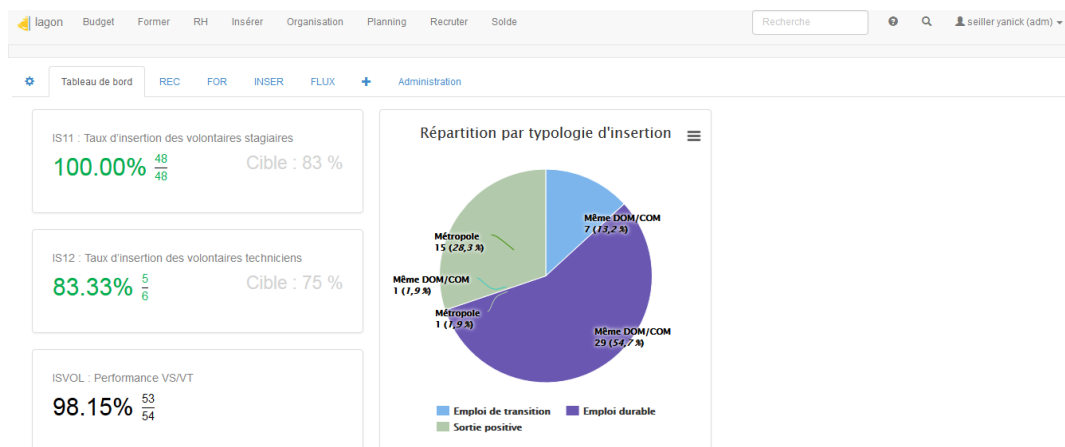 lagon Budget Former RH Insérer Organisation Planning Recruter Solde Recherche seiller yanick (adm)
Tableau de bord REC FOR INSER FLUX Administration
IS11 : Taux d'insertion des volontaires stagiaires
100.00% 48/48 Cible : 83 %
IS12 : Taux d'insertion des volontaires techniciens
83.33% 5/6 Cible : 75 %
ISVOL : Performance VS/VT
98.15% 53/54
Répartition par typologie d'insertion
Même DOM/COM
7 (13,2 %)
Métropole
15 (28,3 %)
Même DOM/COM
1 (1,9 %)
Métropole
1 (1,9 %)
Même DOM/COM
29 (54,7 %)
Emploi de transition Emploi durable
Sortie positive